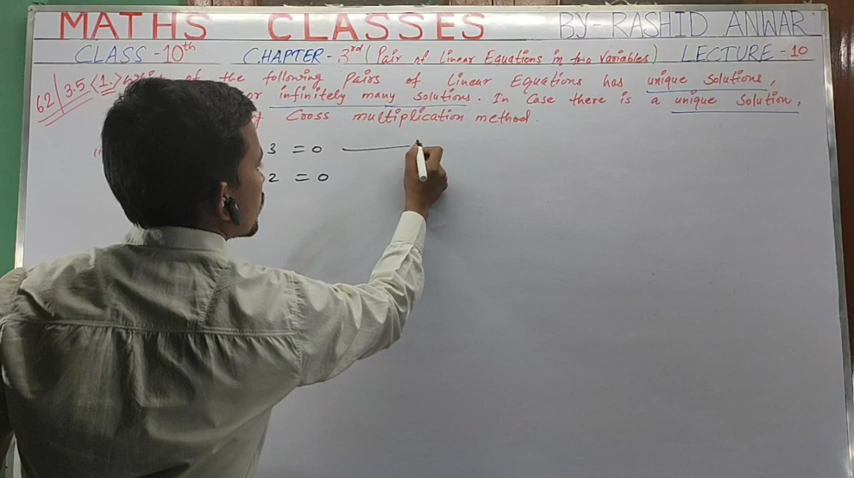 MATHS CLASSES BY- RASHID ANWAR
CLASS - 10th CHAPTER - 3rd (Pair of Linear Equations in two Variables) LECTURE - 10
62 3.5 <1.> which of the following Pairs of Linear Equations has unique solutions,
or infinitely many solutions. In Case there is a unique Solution,
Cross multiplication method.
3 = 0
2 = 0